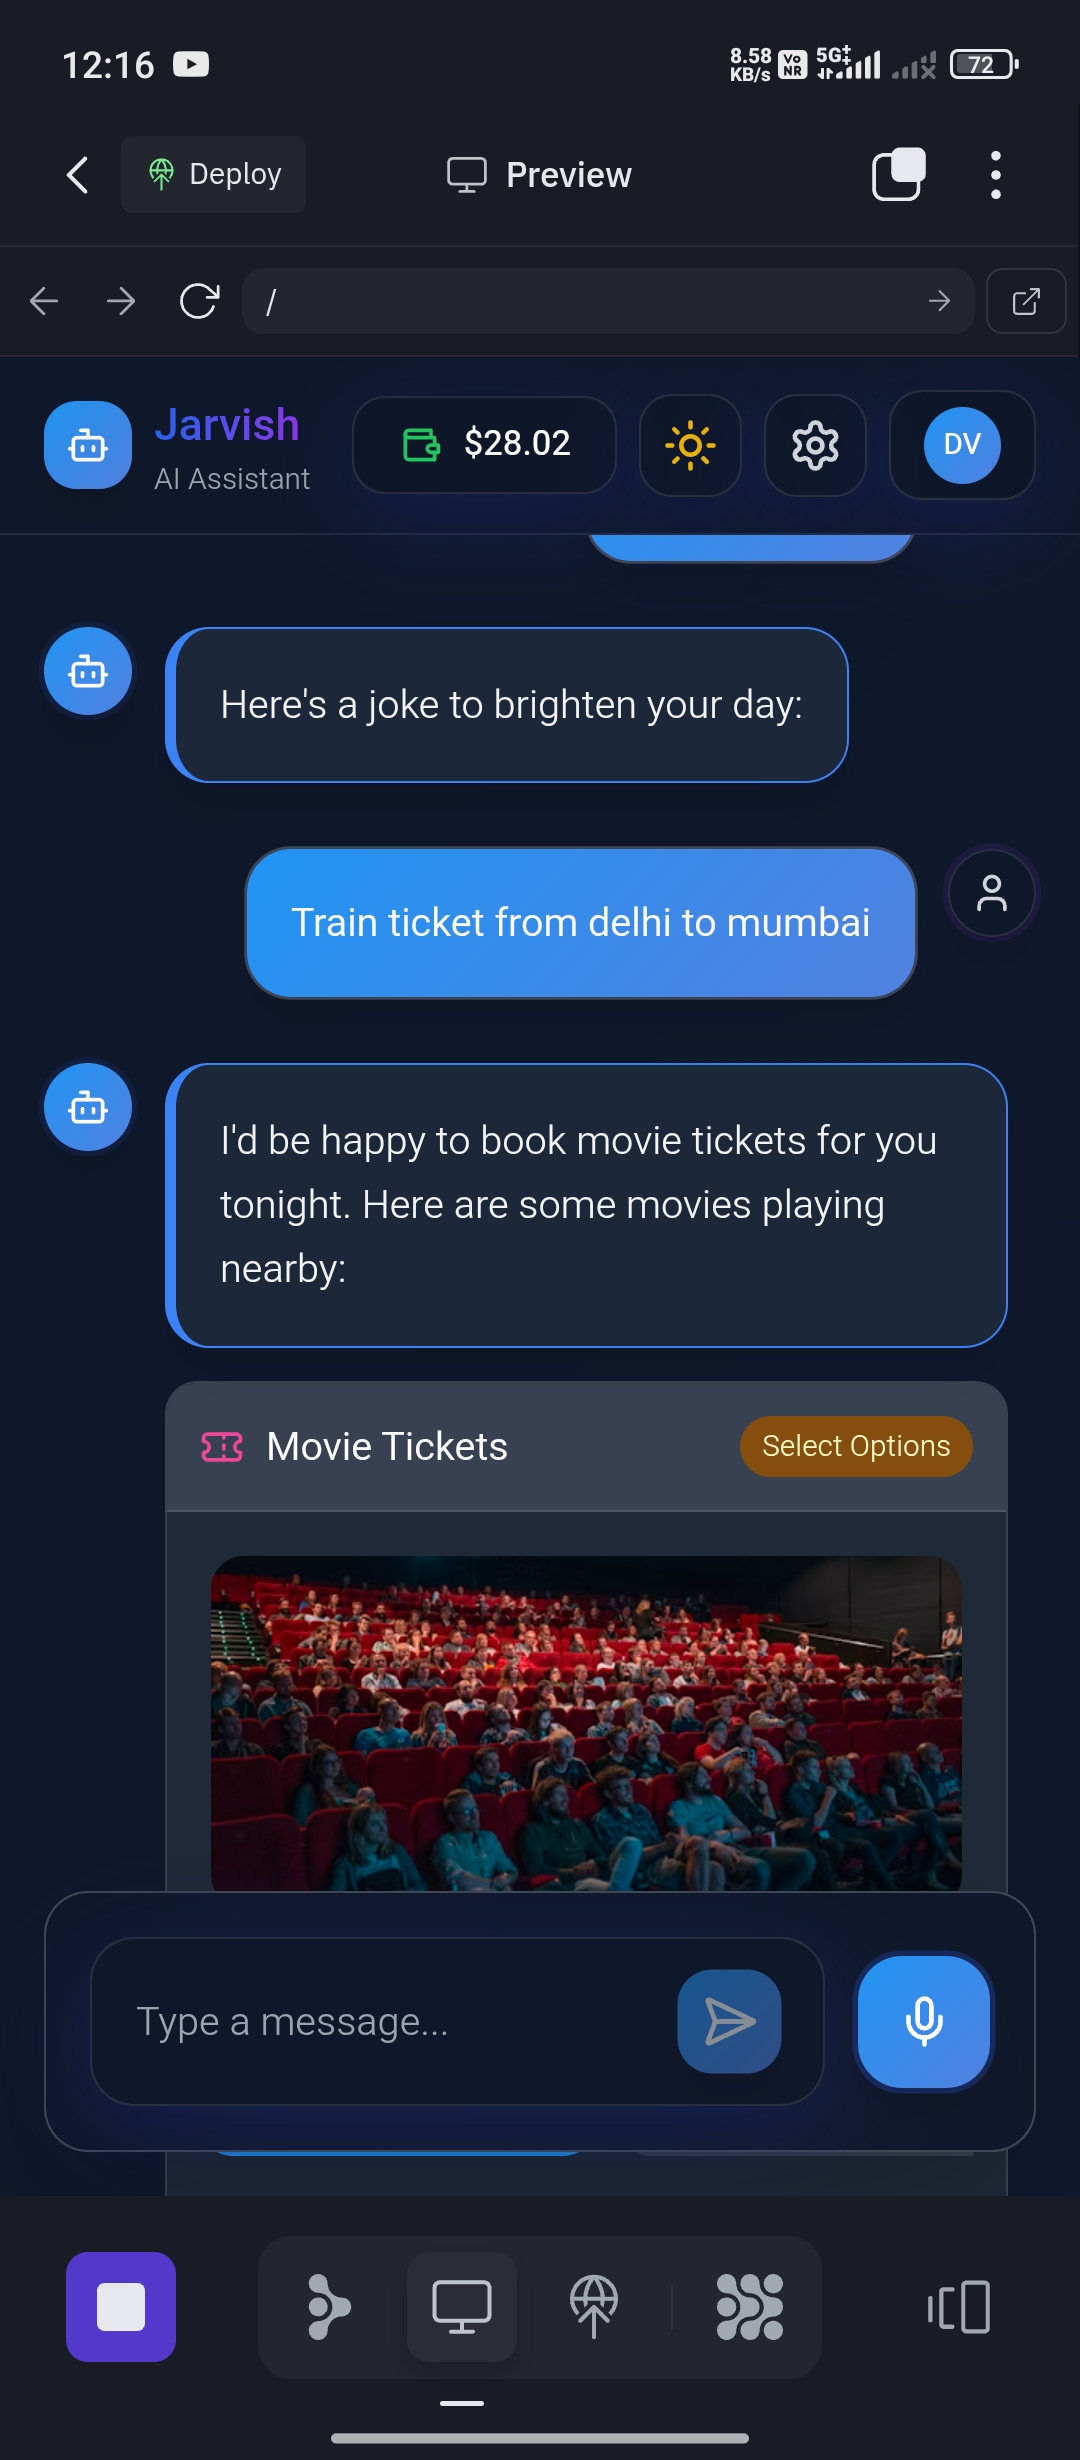 12:16
8.58
KB/s
Vo
NR
5G‡
72
Deploy
Preview
/
Jarvish
AI Assistant
$28.02
DV
Here's a joke to brighten your day:
Train ticket from delhi to mumbai
I'd be happy to book movie tickets for you
tonight. Here are some movies playing
nearby:
Movie Tickets
Select Options
Type a message...